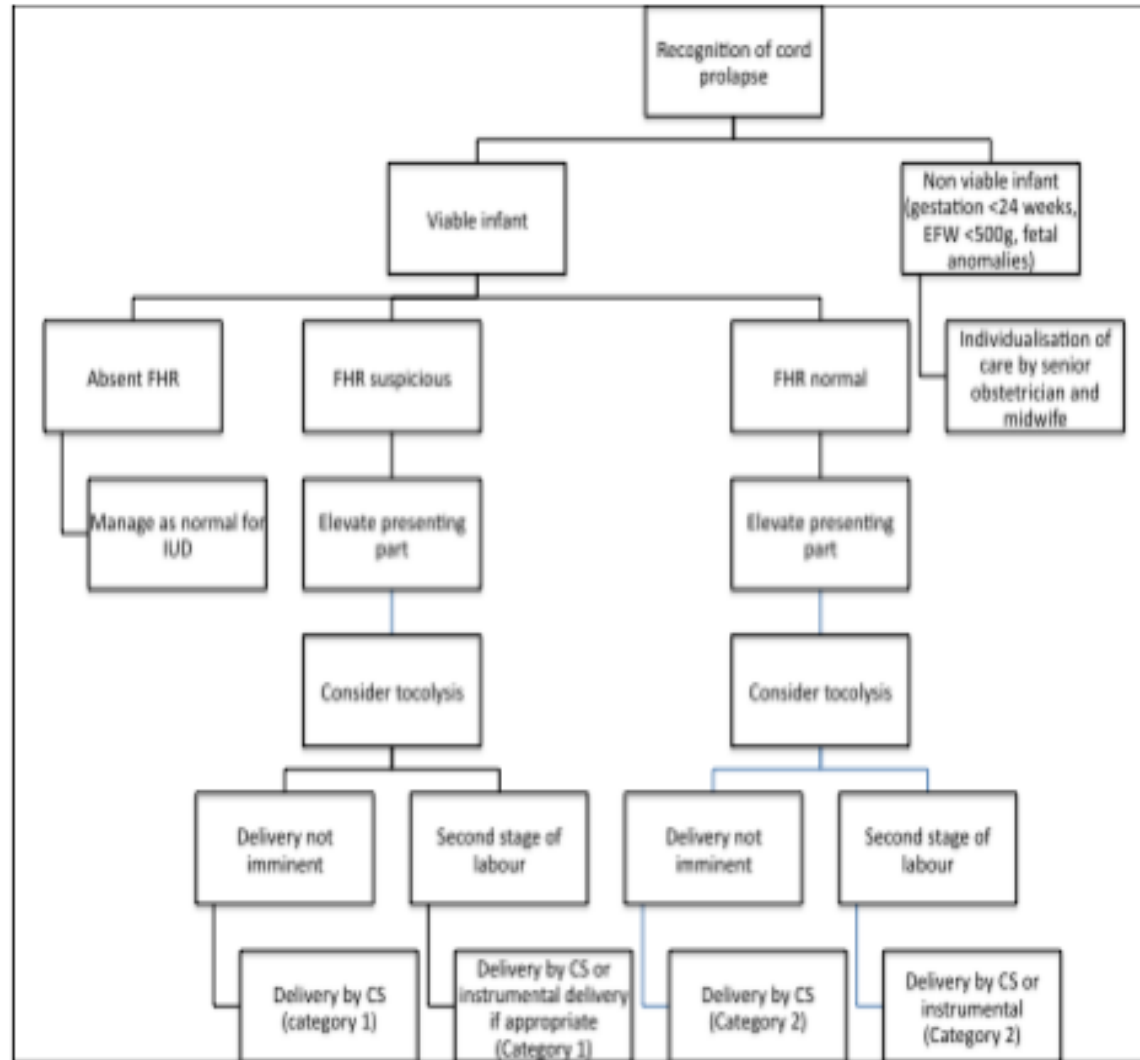 Recognition of cord
prolapse
Viable infant
Non viable infant
(gestation <24 weeks,
EFW <500g, fetal
anomalies)
Individualisation of
care by senior
obstetrician and
midwife
Absent FHR
FHR suspicious
FHR normal
Manage as normal for
IUD
Elevate presenting
part
Elevate presenting
part
Consider tocolysis
Consider tocolysis
Delivery not
imminent
Second stage of
labour
Delivery not
imminent
Second stage of
labour
Delivery by CS
(category 1)
Delivery by CS or
instrumental delivery
if appropriate
(Category 1)
Delivery by CS
(Category 2)
Delivery by CS or
instrumental
(Category 2)